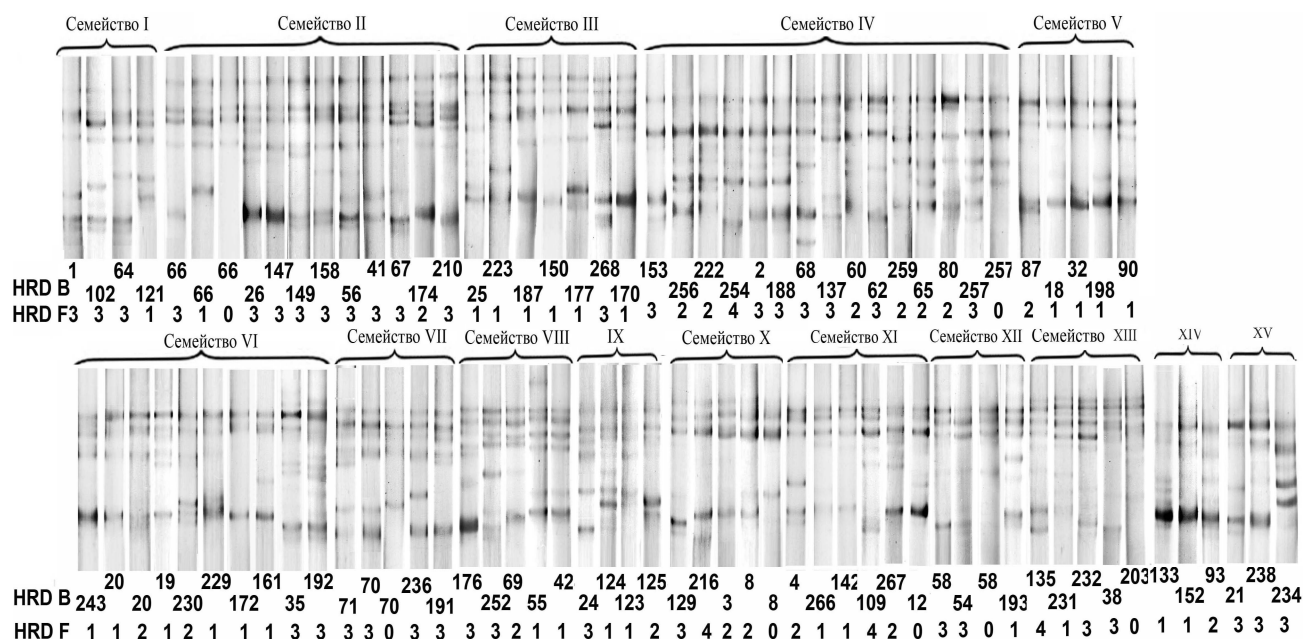 Семейство I Семейство II Семейство III Семейство IV Семейство V
1 64 66 66 147 158 41 67 210 223 150 268 153 222 2 68 60 259 80 257 87 32 90
HRD B 102 121 66 26 149 56 174 25 187 177 170 256 254 188 137 62 65 257 18 198
HRD F 3 3 3 1 3 1 0 3 3 3 3 3 3 3 2 3 1 1 1 1 1 3 1 3 2 2 4 3 3 3 3 2 3 2 2 2 3 0 2 1 1 1 1
Семейство VI Семейство VII Семейство VIII IX Семейство X Семейство XI Семейство XII Семейство XIII XIV XV
20 19 229 161 192 70 236 176 69 42 124 125 216 8 4 142 267 58 58 135 232 203 133 93 238
HRD B 243 20 230 172 35 71 70 191 252 55 24 123 129 3 8 266 109 12 54 193 231 38 152 21 234
HRD F 1 1 2 1 2 1 1 1 3 3 3 3 0 3 3 3 3 2 1 1 3 1 1 2 3 4 2 2 0 2 1 1 4 2 0 3 3 0 1 4 1 3 3 0 1 1 2 3 3 3